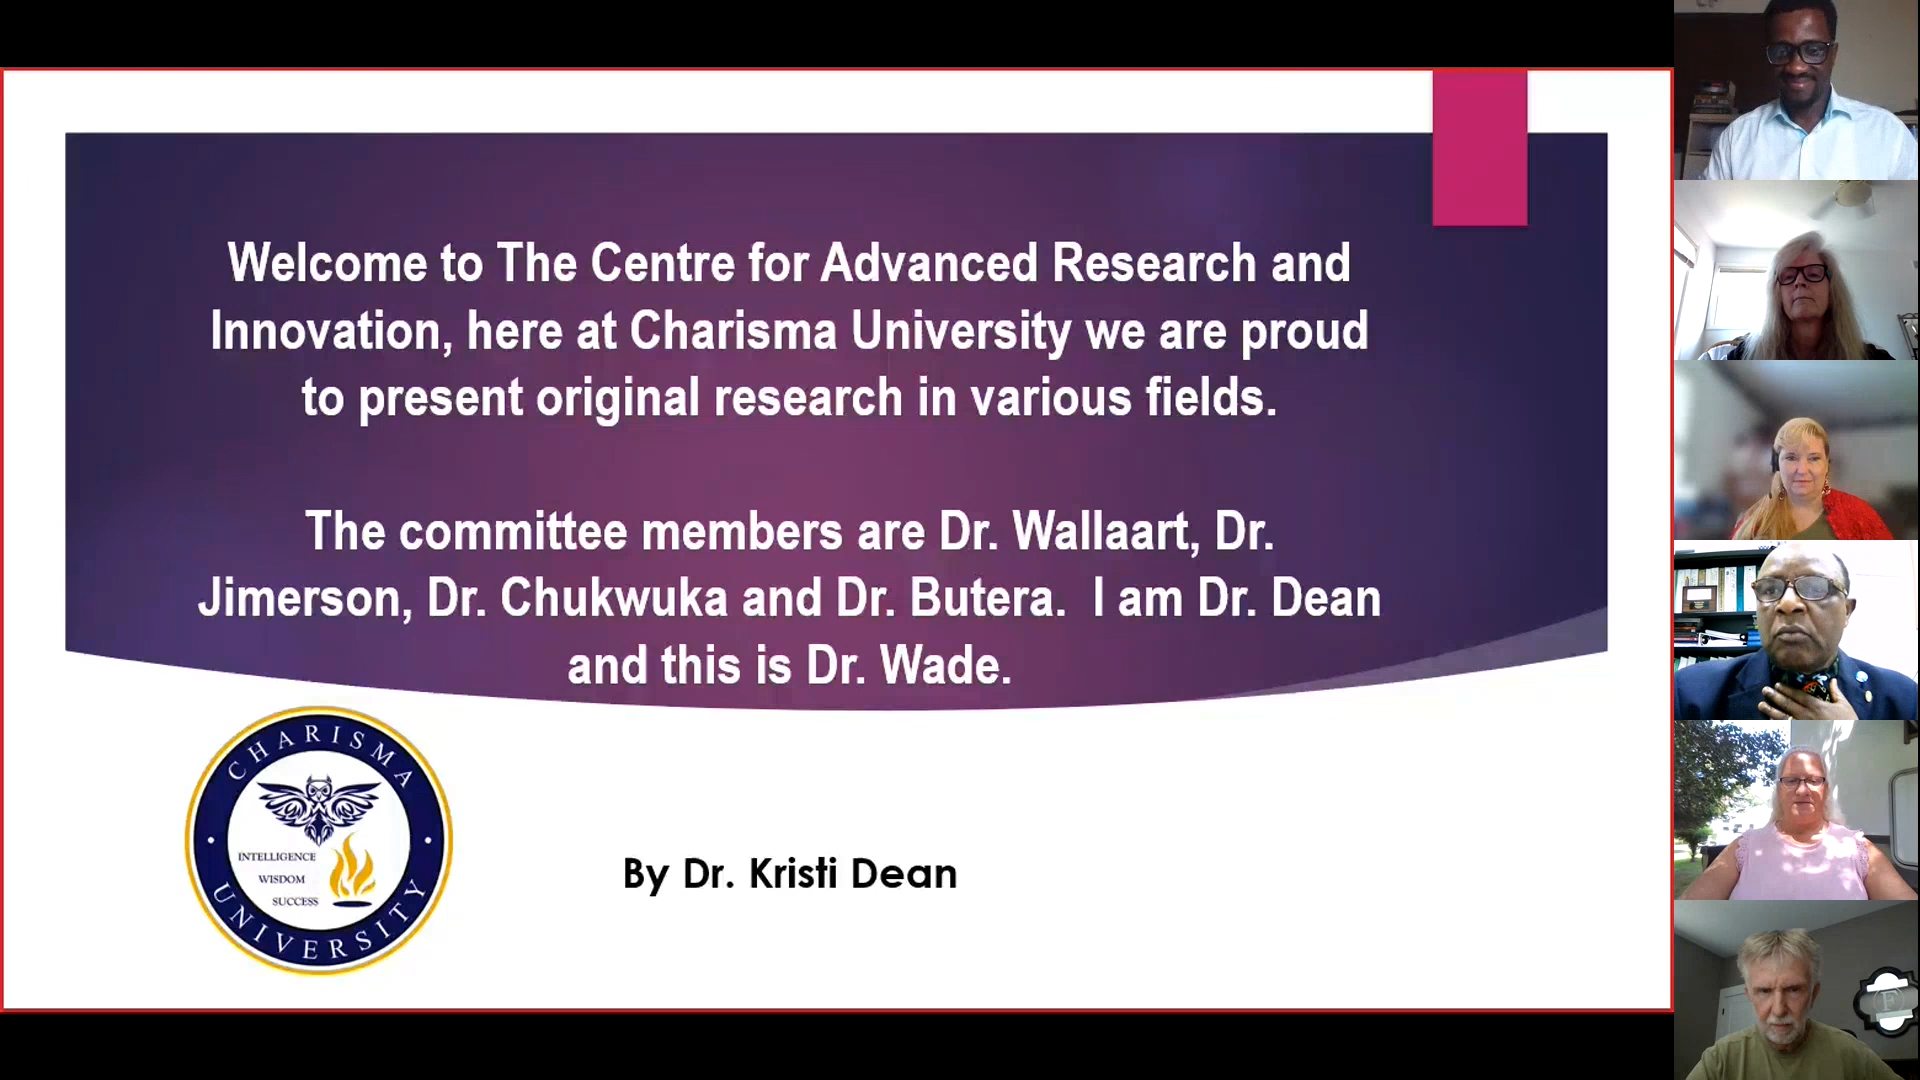 Welcome to The Centre for Advanced Research and
Innovation, here at Charisma University we are proud
to present original research in various fields.
The committee members are Dr. Wallaart, Dr.
Jimerson, Dr. Chukwuka and Dr. Butera.  I am Dr. Dean
and this is Dr. Wade.
CHARISMA
INTELLIGENCE
WISDOM
SUCCESS
UNIVERSITY
By Dr. Kristi Dean
E